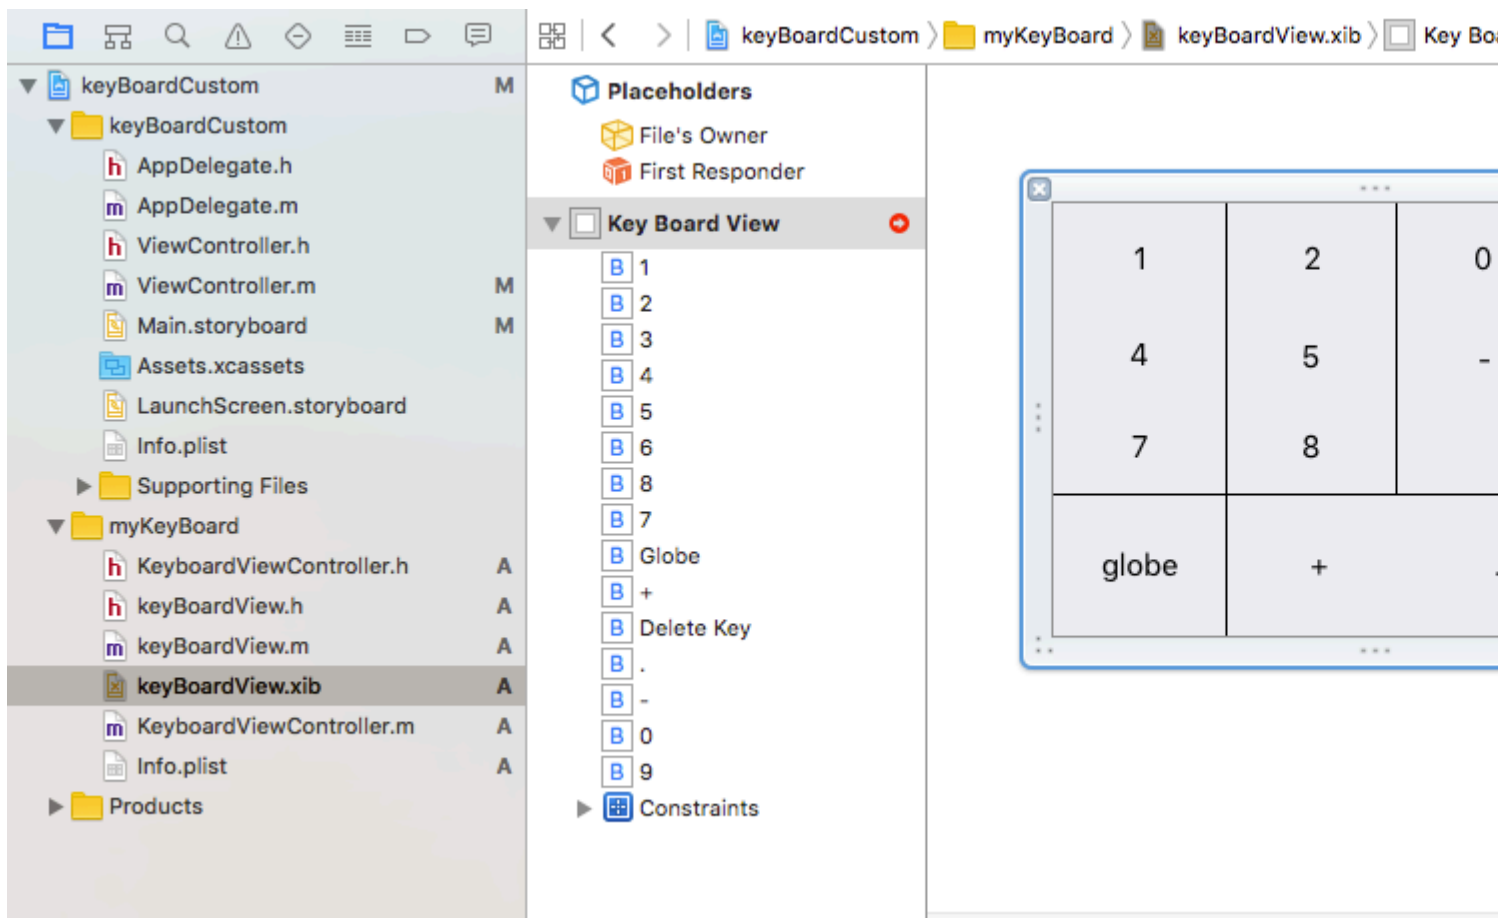 keyBoardCustom 〉 myKeyBoard 〉 keyBoardView.xib 〉 Key Boa
keyBoardCustom M
keyBoardCustom
h AppDelegate.h
m AppDelegate.m
h ViewController.h
m ViewController.m M
Main.storyboard M
Assets.xcassets
LaunchScreen.storyboard
Info.plist
Supporting Files
myKeyBoard
h KeyboardViewController.h A
h keyBoardView.h A
m keyBoardView.m A
keyBoardView.xib A
m KeyboardViewController.m A
Info.plist A
Products
Placeholders
File's Owner
First Responder
Key Board View
B 1
B 2
B 3
B 4
B 5
B 6
B 8
B 7
B Globe
B +
B Delete Key
B .
B -
B 0
B 9
Constraints
1 2 0
4 5 -
7 8
globe + .